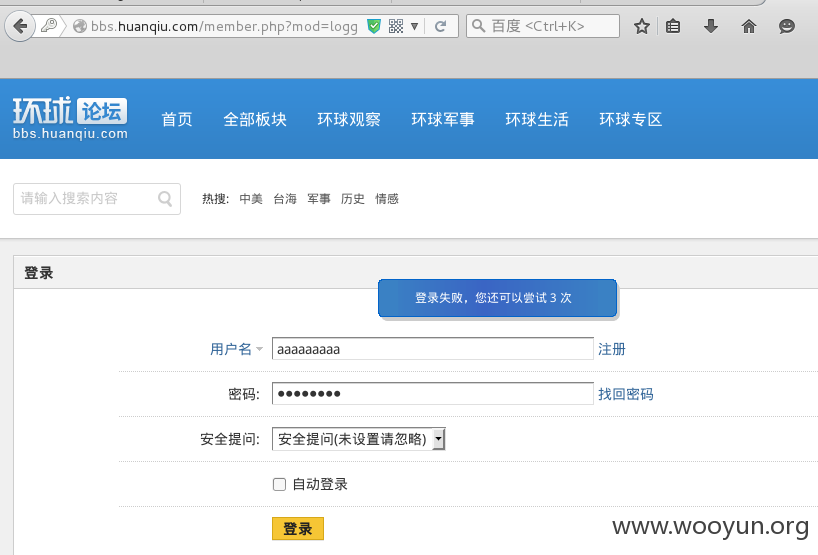 bbs.huanqiu.com/member.php?mod=logg
百度 <Ctrl+K>
环球 论坛
bbs.huanqiu.com
首页 全部板块 环球观察 环球军事 环球生活 环球专区
请输入搜索内容
热搜: 中美 台海 军事 历史 情感
登录
登录失败，您还可以尝试 3 次
用户名 aaaaaaaaa 注册
密码: ●●●●●●●● 找回密码
安全提问: 安全提问(未设置请忽略)
自动登录
登录
www.wooyun.org